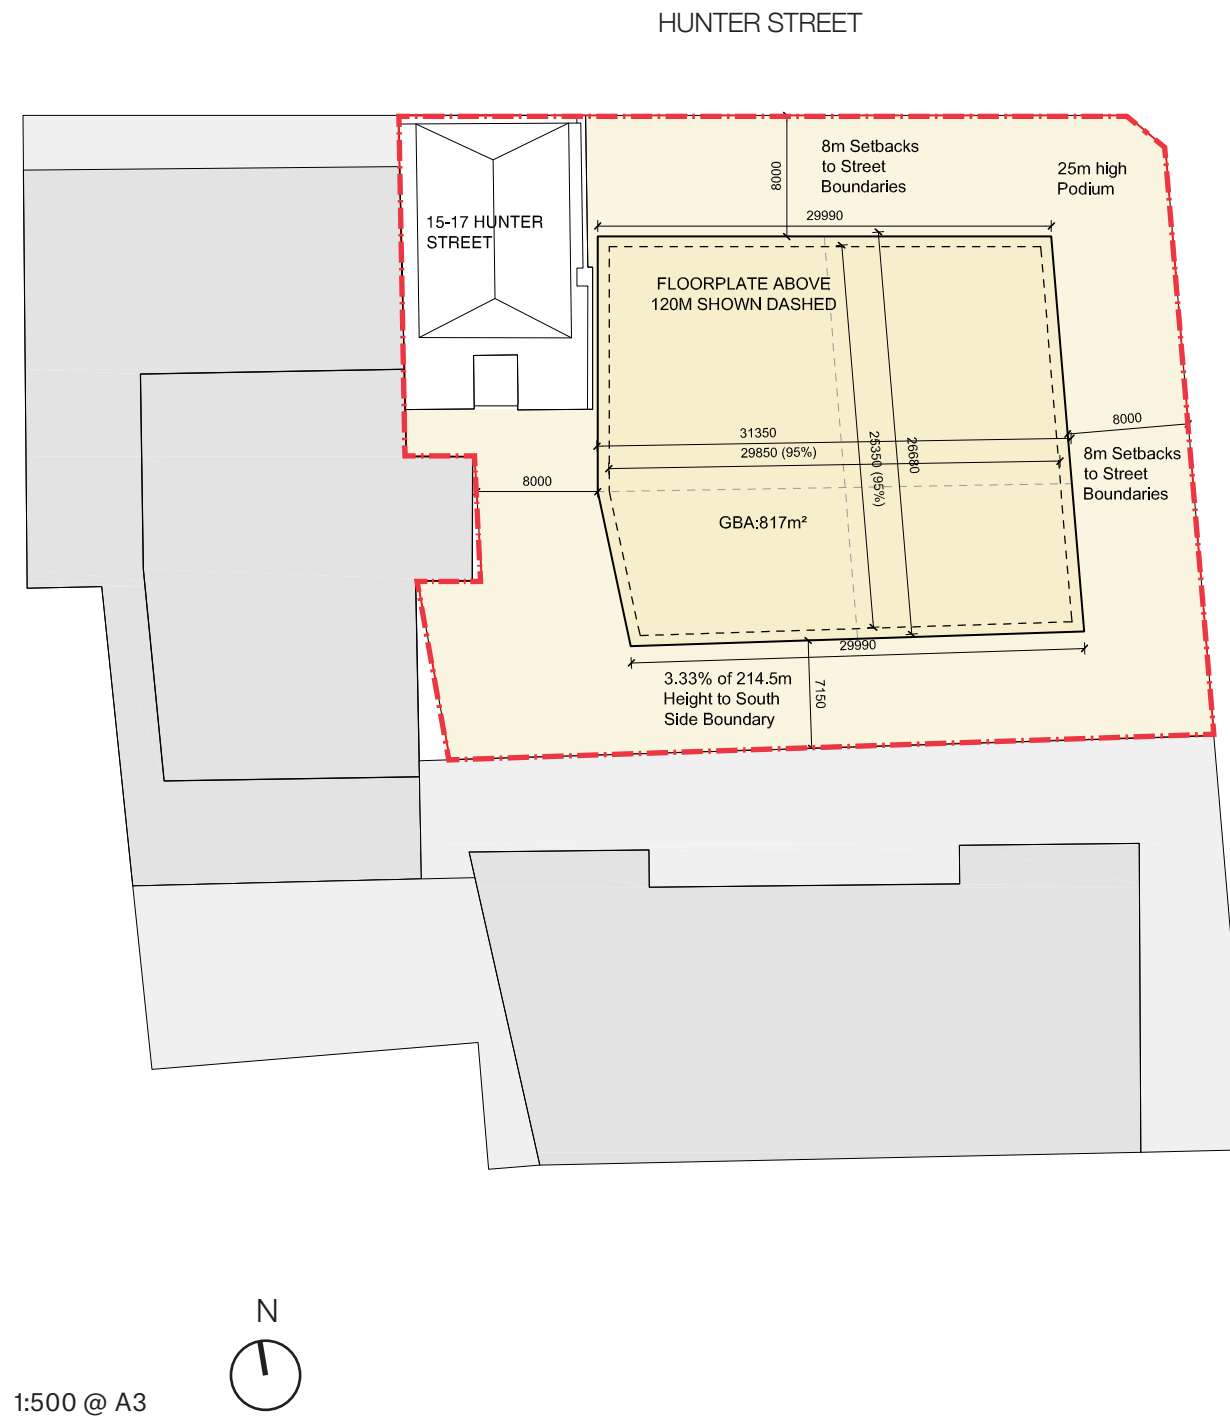 HUNTER STREET
8000
8m Setbacks
to Street
Boundaries
25m high
Podium
15-17 HUNTER
STREET
29990
FLOORPLATE ABOVE
120M SHOWN DASHED
31350
29850 (95%)
25350 (95%)
26680
8000
8m Setbacks
to Street
Boundaries
8000
GBA:817m²
29990
3.33% of 214.5m
Height to South
Side Boundary
7150
N
1:500 @ A3